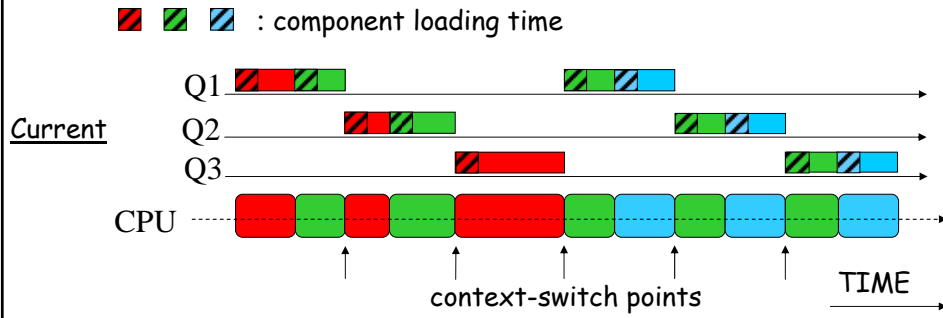 : component loading time
Q1
Current
Q2
Q3
CPU
TIME
context-switch points